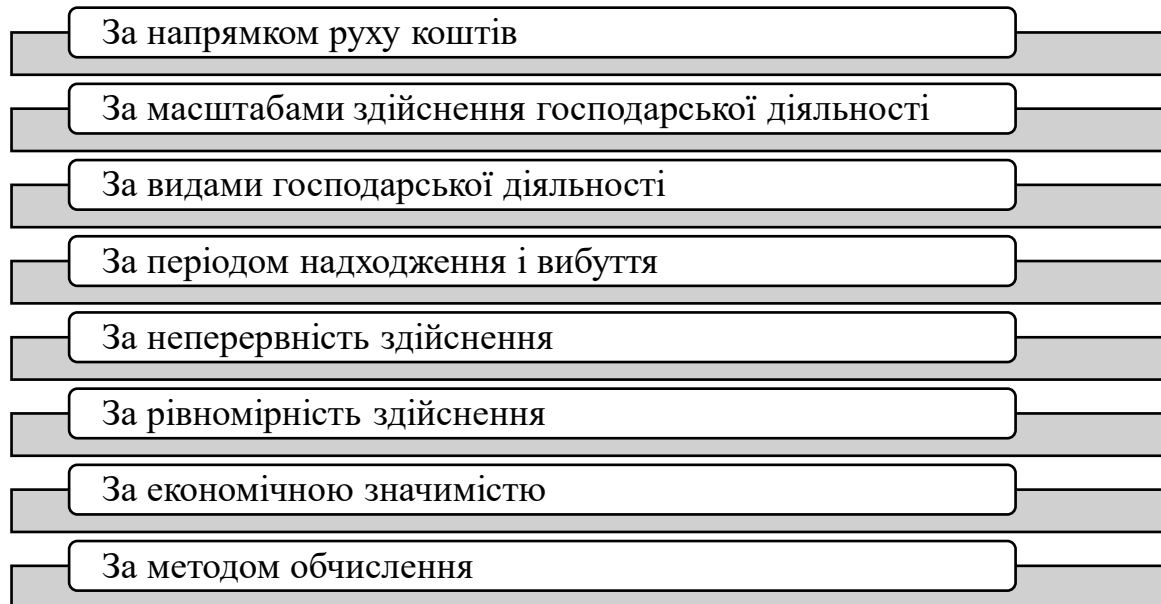 За напрямком руху коштів
За масштабами здійснення господарської діяльності
За видами господарської діяльності
За періодом надходження і вибуття
За неперервність здійснення
За рівномірність здійснення
За економічною значимістю
За методом обчислення